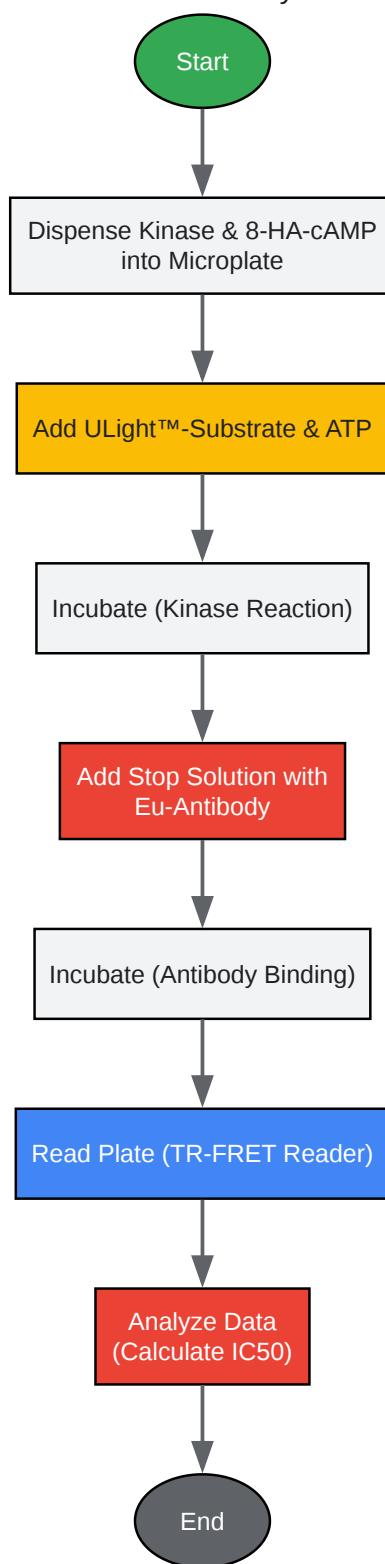 Start
Dispense Kinase & 8-HA-cAMP
into Microplate
Add ULight™-Substrate & ATP
Incubate (Kinase Reaction)
Add Stop Solution with
Eu-Antibody
Incubate (Antibody Binding)
Read Plate (TR-FRET Reader)
Analyze Data
(Calculate IC50)
End